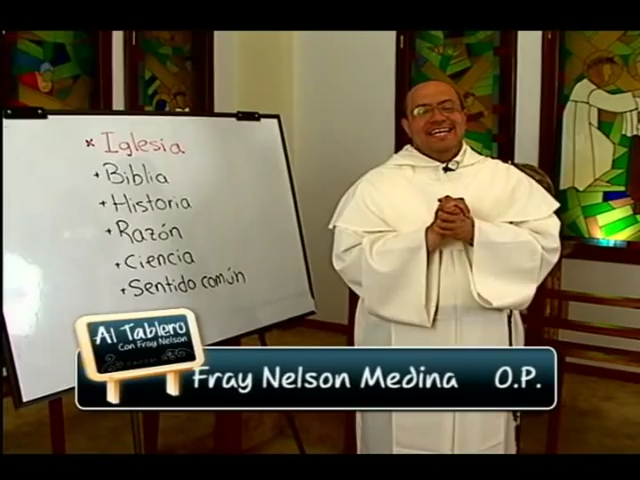 x Iglesia
+ Biblia
+ Historia
+ Razón
+ Ciencia
+ Sentido común
Al Tablero
Con Fray Nelson
Fray Nelson Medina O.P.